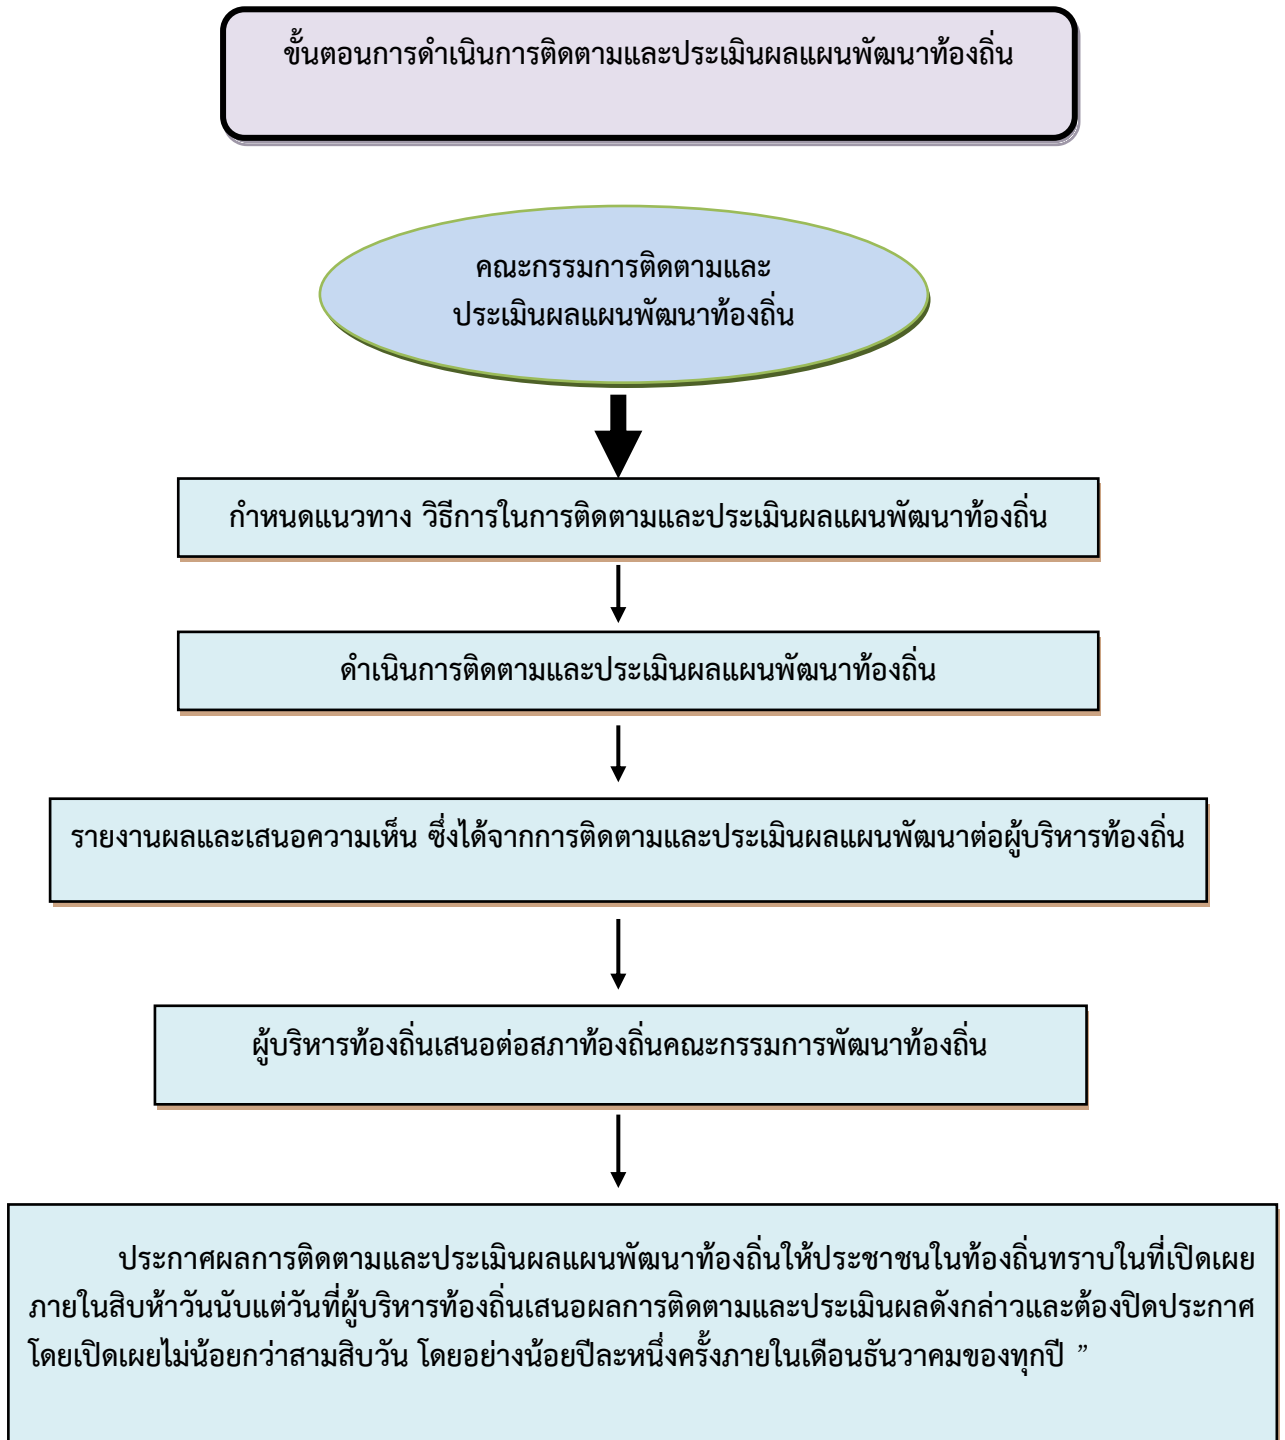 ขั้นตอนการดำเนินการติดตามและประเมินผลแผนพัฒนาท้องถิ่น
คณะกรรมการติดตามและ
ประเมินผลแผนพัฒนาท้องถิ่น
กำหนดแนวทาง วิธีการในการติดตามและประเมินผลแผนพัฒนาท้องถิ่น
ดำเนินการติดตามและประเมินผลแผนพัฒนาท้องถิ่น
รายงานผลและเสนอความเห็น ซึ่งได้จากการติดตามและประเมินผลแผนพัฒนาต่อผู้บริหารท้องถิ่น
ผู้บริหารท้องถิ่นเสนอต่อสภาท้องถิ่นคณะกรรมการพัฒนาท้องถิ่น
ประกาศผลการติดตามและประเมินผลแผนพัฒนาท้องถิ่นให้ประชาชนในท้องถิ่นทราบในที่เปิดเผย
ภายในสิบห้าวันนับแต่วันที่ผู้บริหารท้องถิ่นเสนอผลการติดตามและประเมินผลดังกล่าวและต้องปิดประกาศ
โดยเปิดเผยไม่น้อยกว่าสามสิบวัน โดยอย่างน้อยปีละหนึ่งครั้งภายในเดือนธันวาคมของทุกปี ”